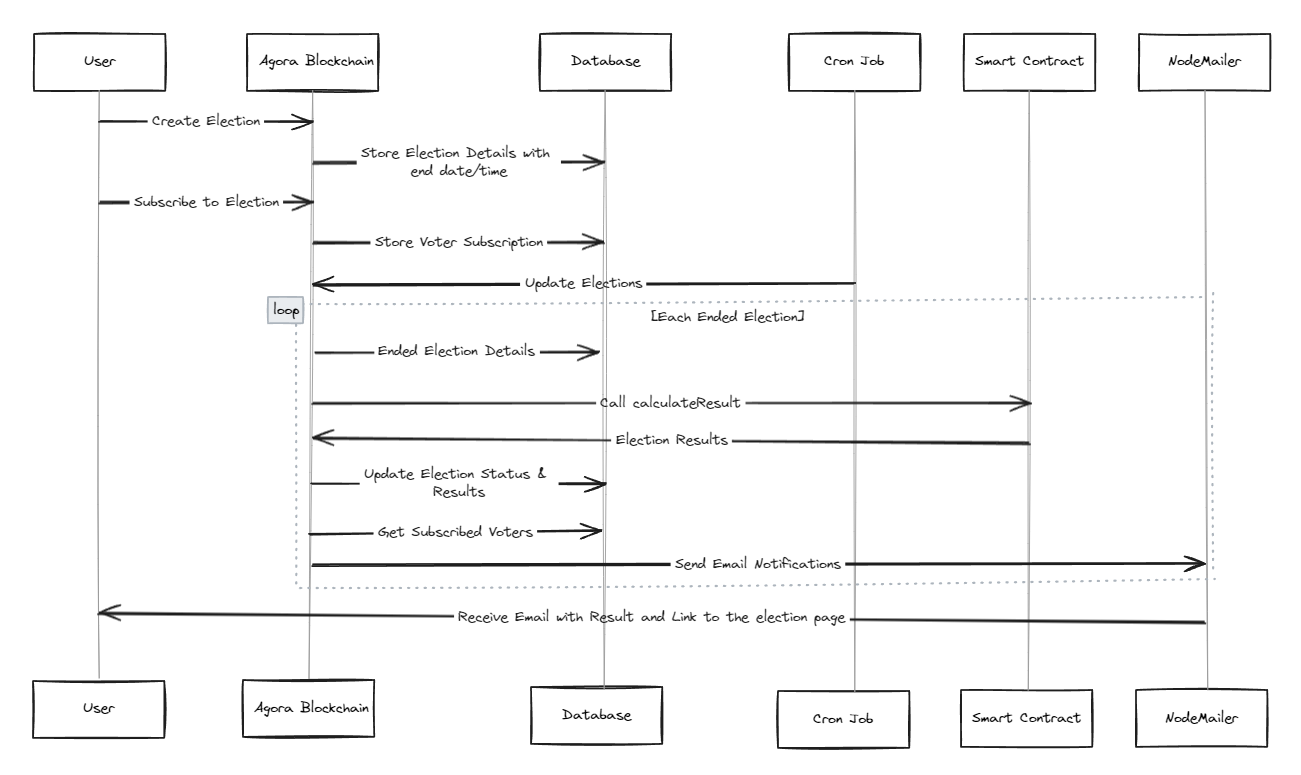 User
Agora Blockchain
Database
Cron Job
Smart Contract
NodeMailer
Create Election
Store Election Details with
end date/time
Subscribe to Election
Store Voter Subscription
Update Elections
loop
[Each Ended Election]
Ended Election Details
Call calculateResult
Election Results
Update Election Status &
Results
Get Subscribed Voters
Send Email Notifications
Receive Email with Result and Link to the election page
User
Agora Blockchain
Database
Cron Job
Smart Contract
NodeMailer